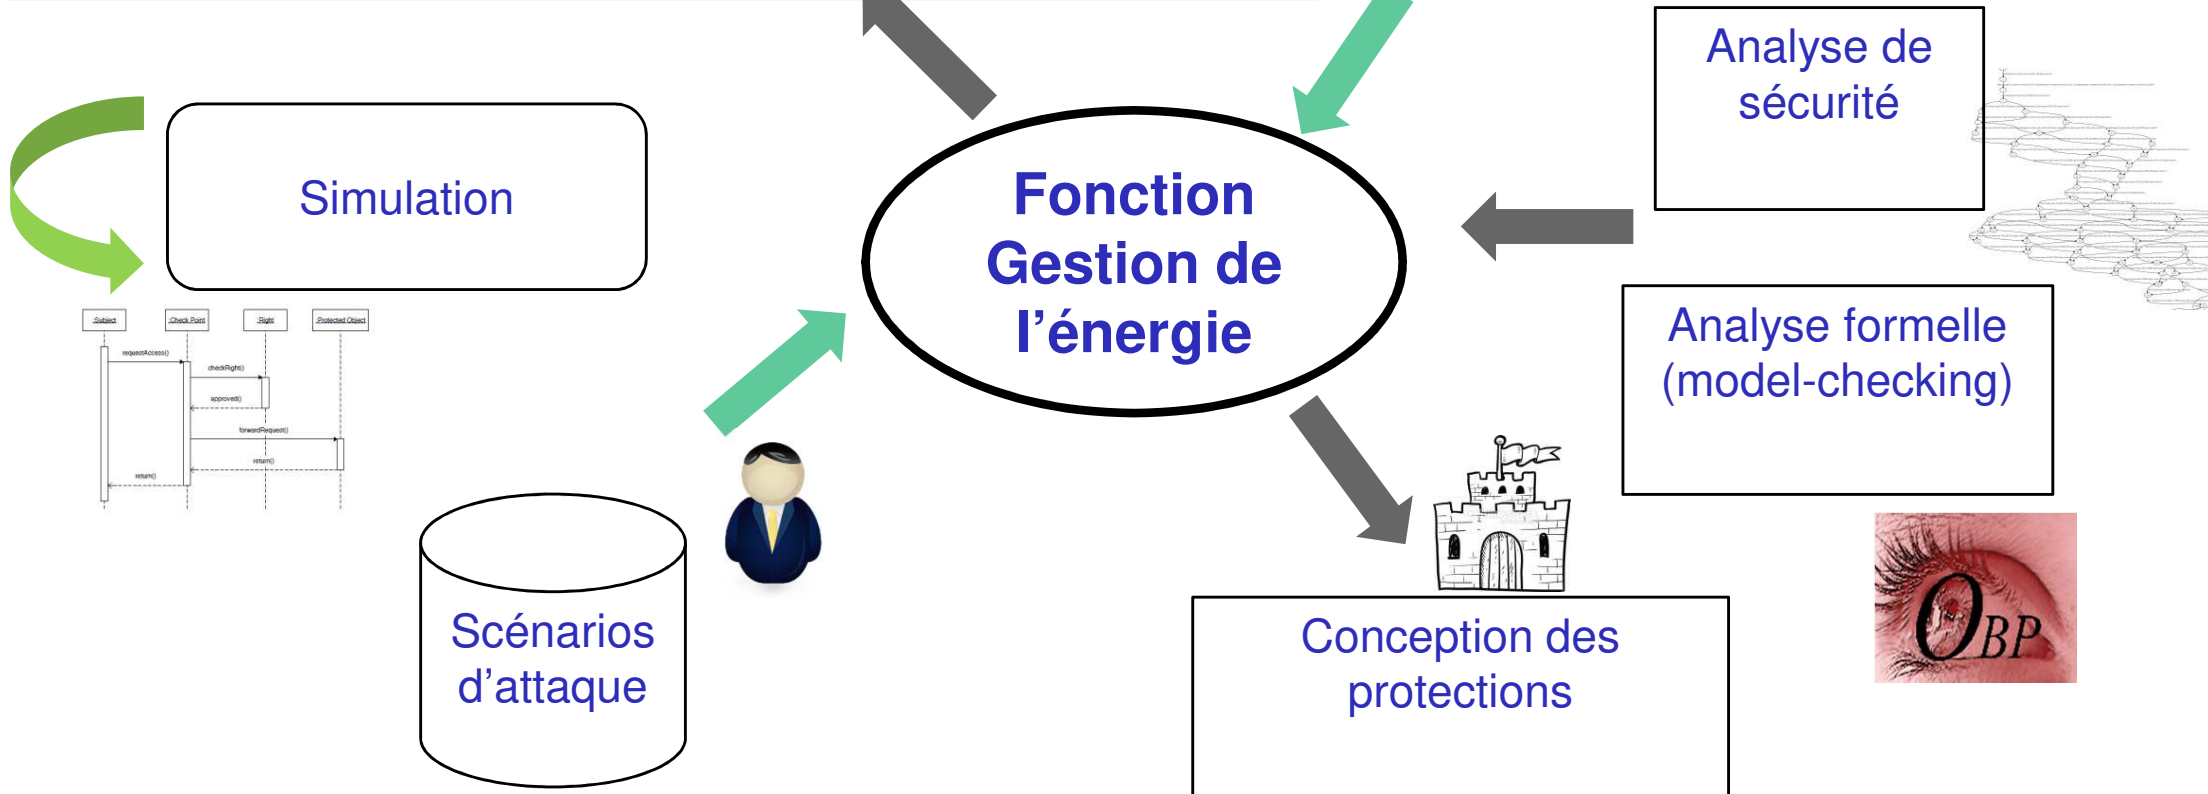 Analyse de
sécurité
Simulation
Fonction
Gestion de
l’énergie
Analyse formelle
(model-checking)
:Subject
:Check Point
:Right
:Protected Object
requestAccess()
checkRight()
approved()
forwardRequest()
return()
return()
Scénarios
d’attaque
Conception des
protections
OBP